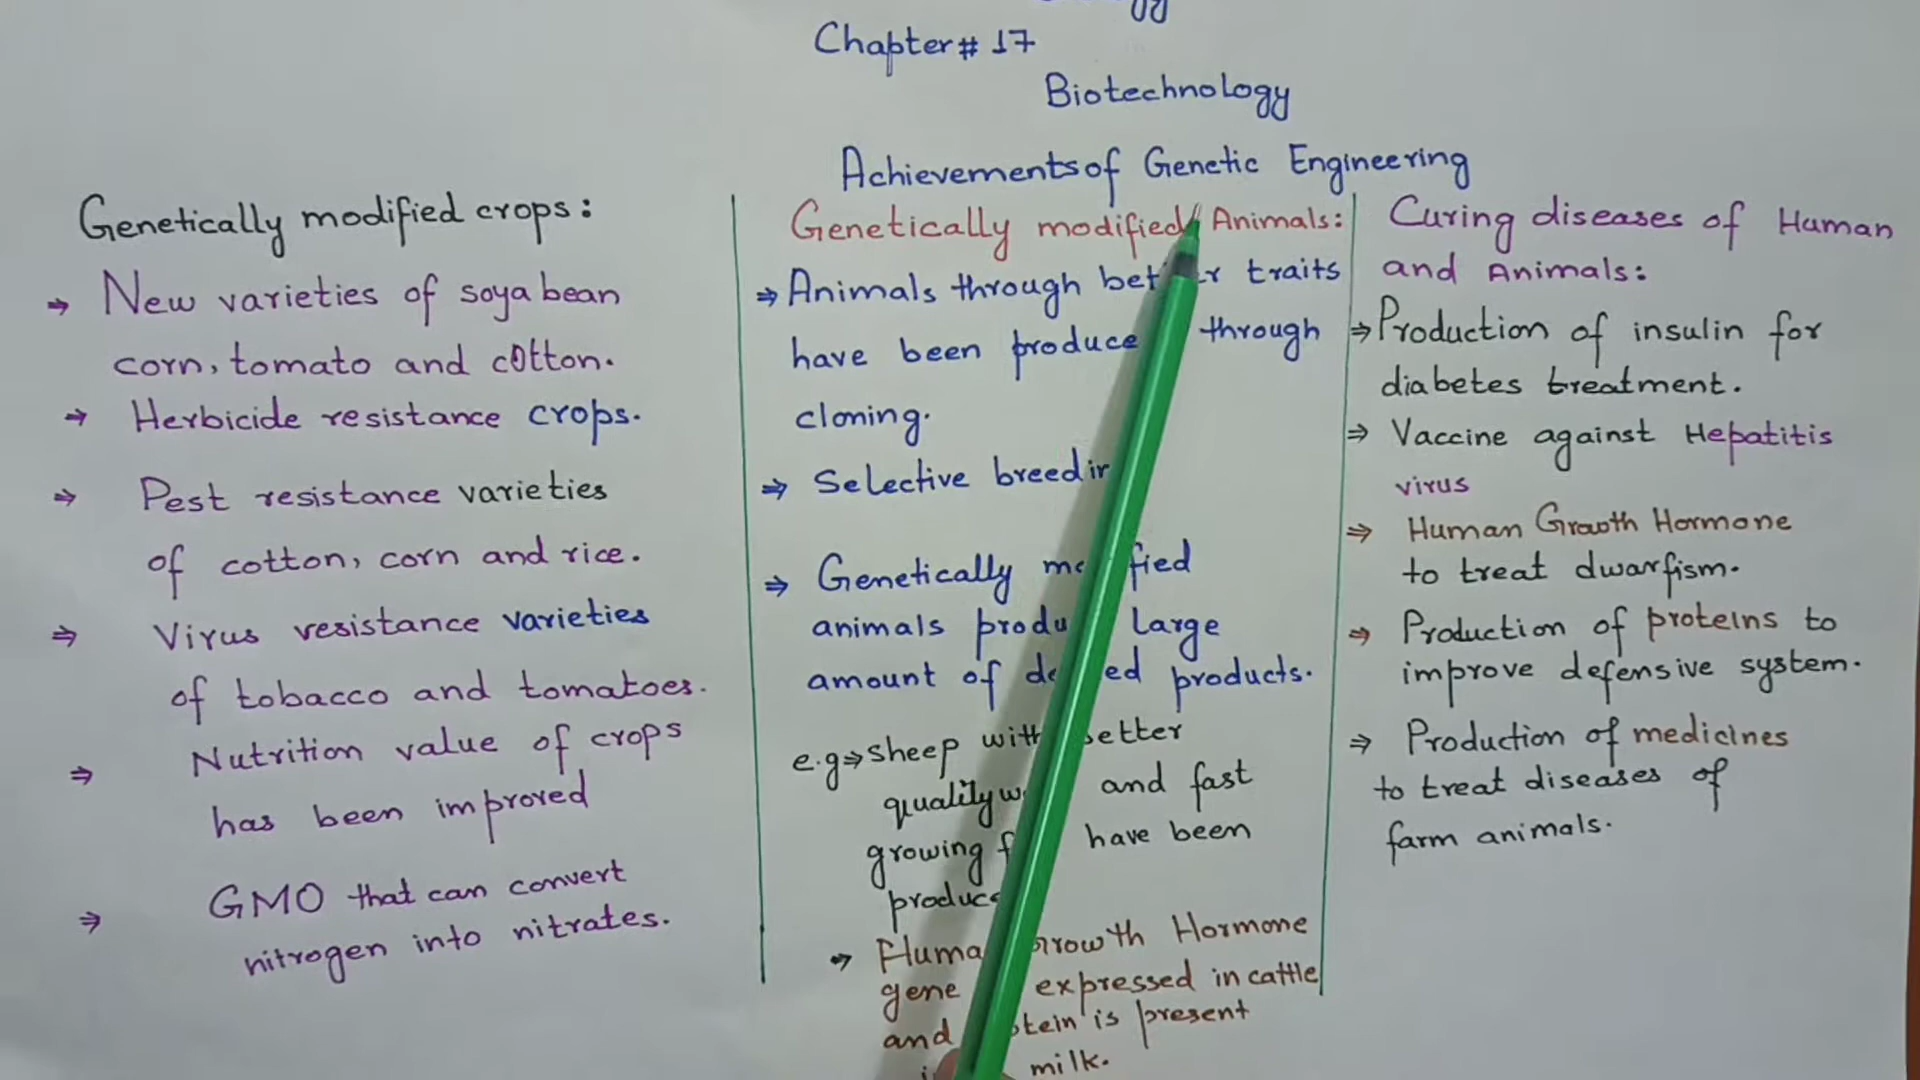 Chapter # 17
Biotechnology
Achievements of Genetic Engineering
Genetically modified crops:
⇒ New varieties of soya bean
corn, tomato and cotton.
⇒ Herbicide resistance crops.
⇒ Pest resistance varieties
of cotton, corn and rice.
⇒ Virus resistance varieties
of tobacco and tomatoes.
⇒ Nutrition value of crops
has been improved
⇒ GMO that can convert
nitrogen into nitrates.
Genetically modified Animals:
⇒ Animals through traits
have been produce through
cloning.
⇒ Selective
⇒ Genetically
animals large
amount of products.
e.g ⇒ sheep
quality and fast
growing have been
⇒ Hormone
gene expressed in cattle
and is present
milk.
Curing diseases of Human
and Animals:
⇒ Production of insulin for
diabetes treatment.
⇒ Vaccine against Hepatitis
virus
⇒ Human Growth Hormone
to treat dwarfism.
⇒ Production of proteins to
improve defensive system.
⇒ Production of medicines
to treat diseases of
farm animals.